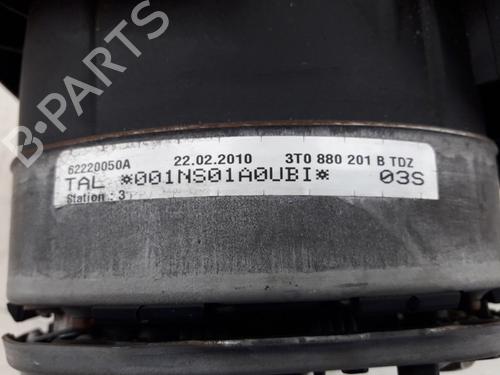 B-PARTS
62220050A 22.02.2010 3T0 880 201 B TDZ
TAL *001NS01A0UBI* 03S
Station : 3